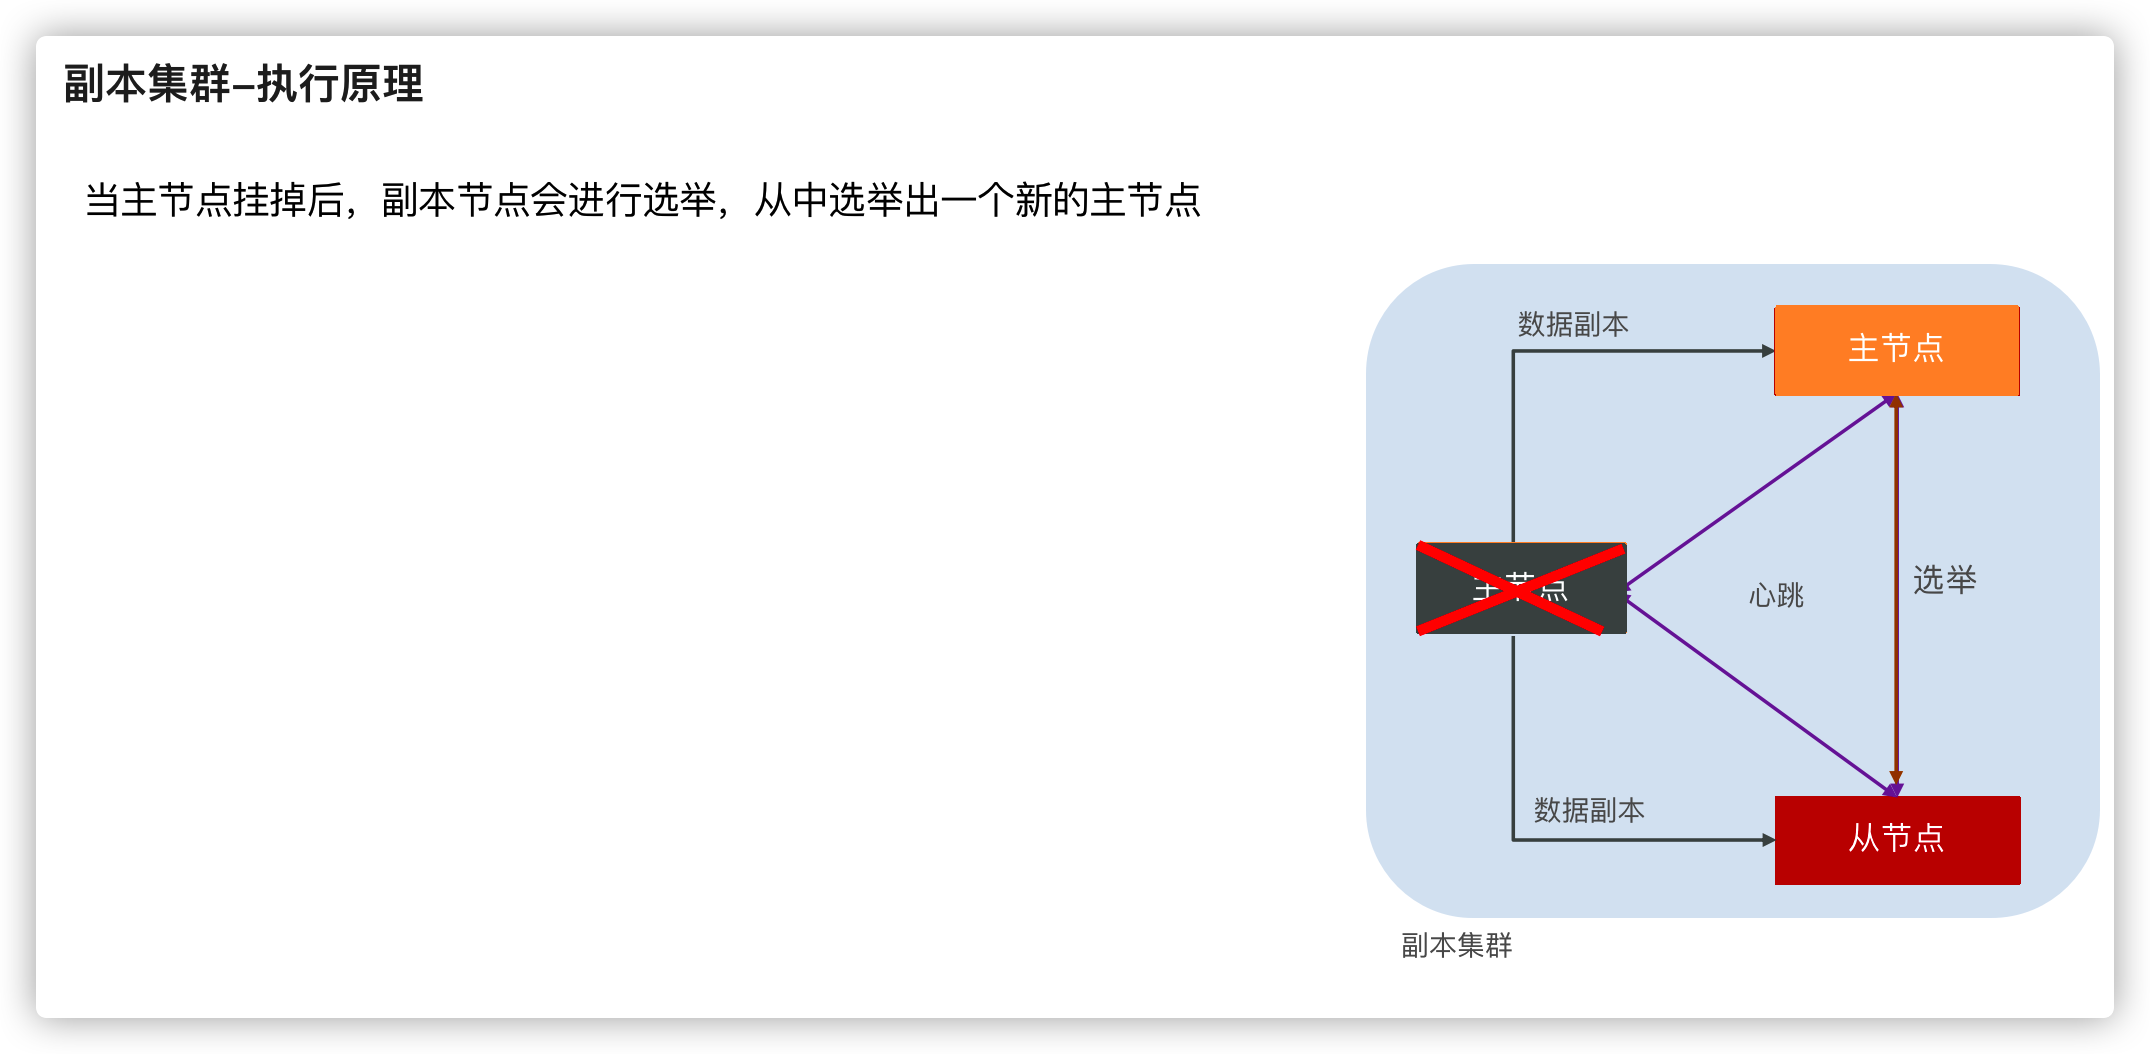 副本集群–执行原理
当主节点挂掉后，副本节点会进行选举，从中选举出一个新的主节点
数据副本
主节点
主节点
心跳
选举
数据副本
从节点
副本集群